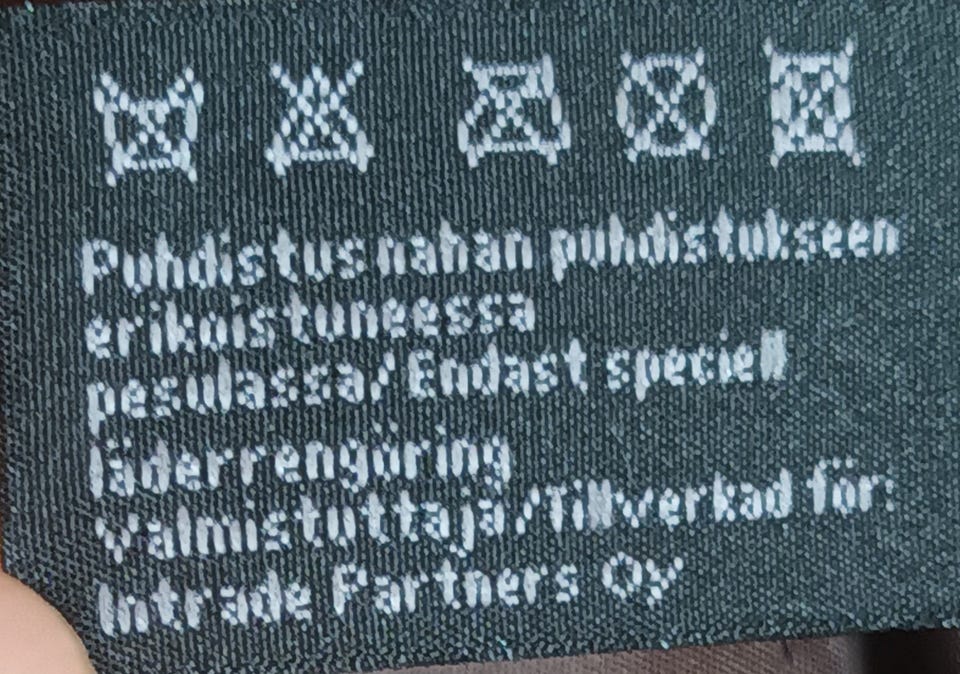 Puhdistus nahan puhdistukseen
erikoistuneessa
pesulassa/Endast speciell
läderrengöring
valmistuttaja/Tillverkad för:
Intrade Partners Oy